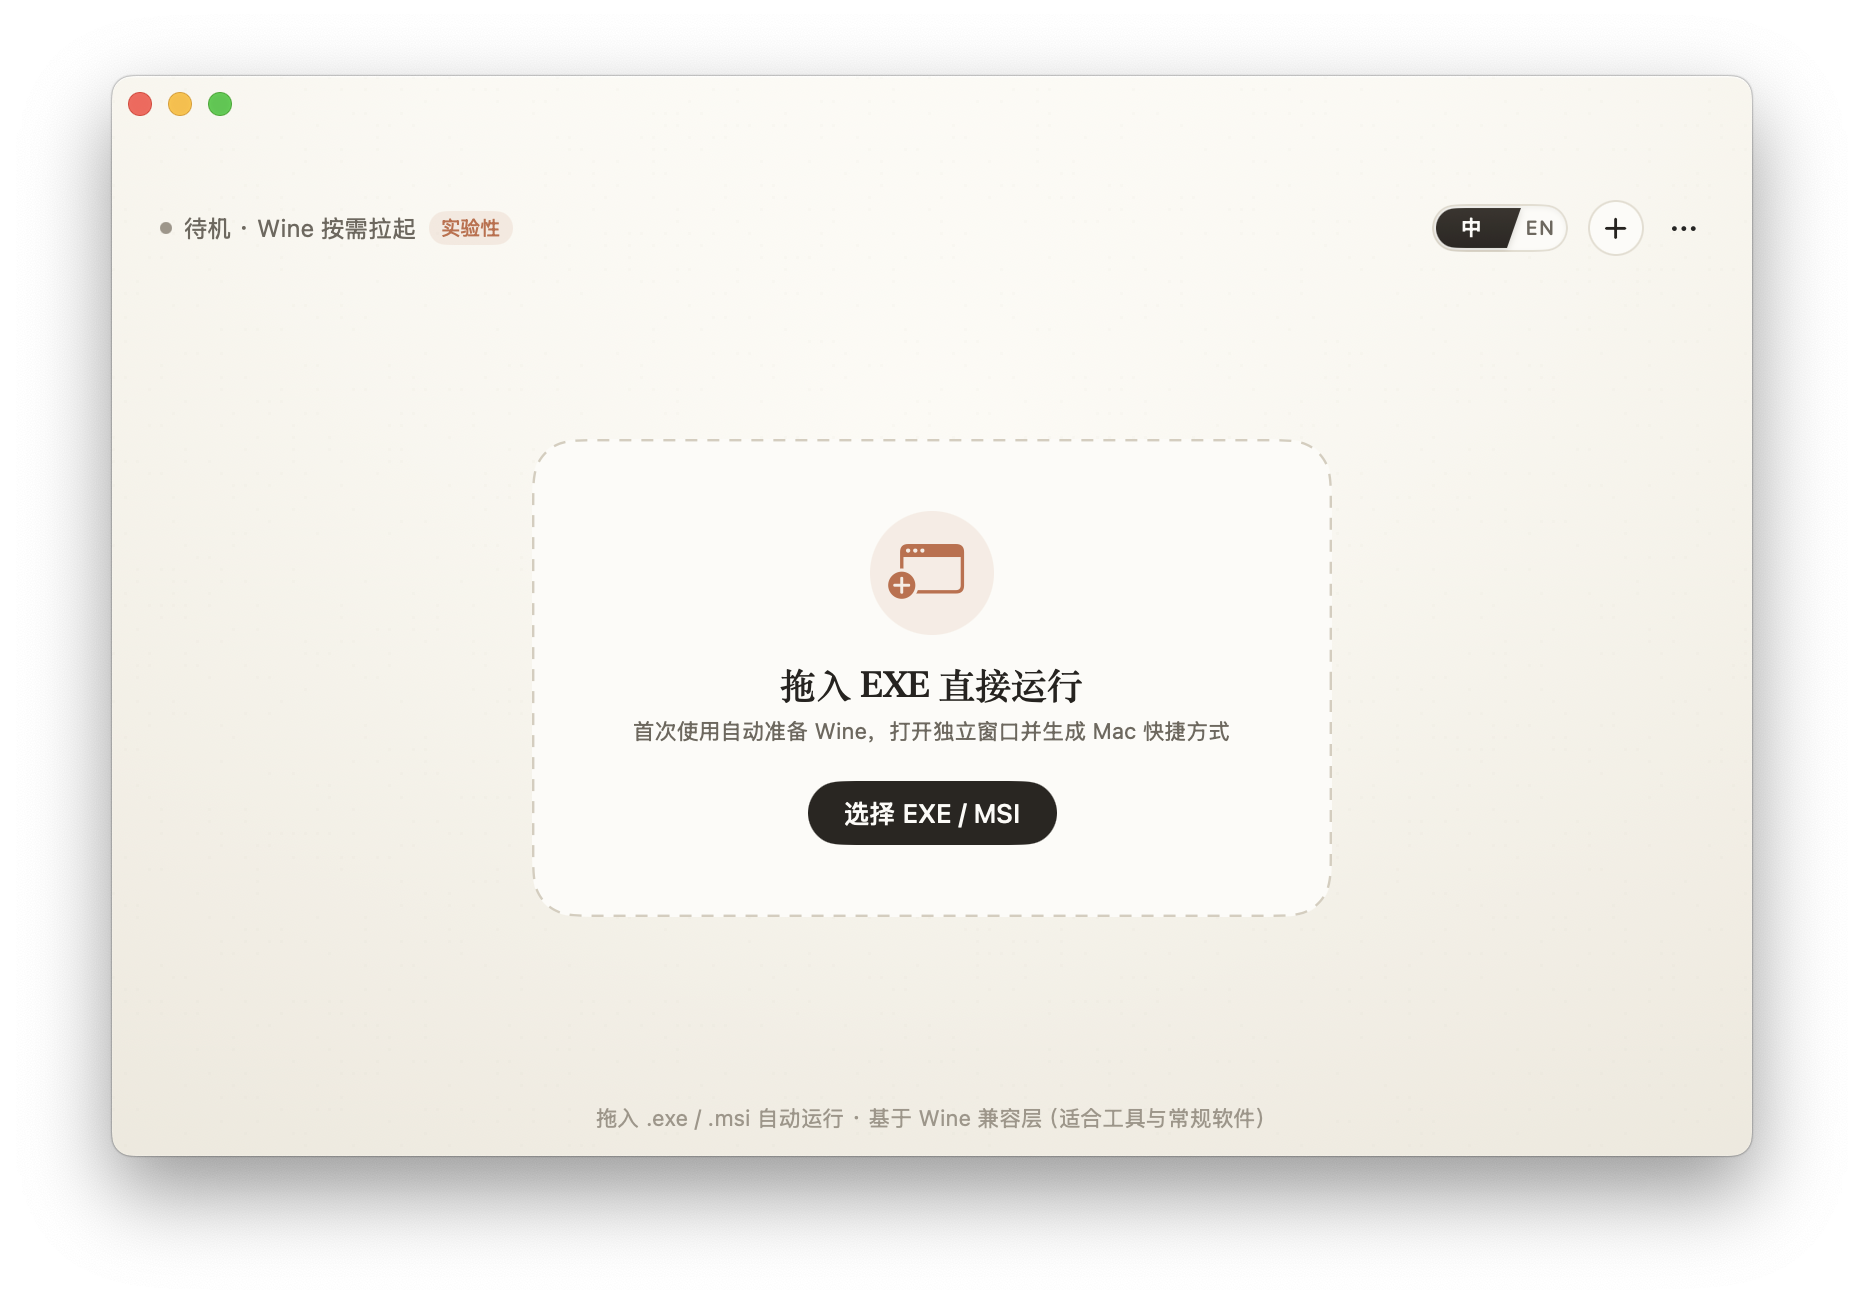 待机 · Wine 按需拉起 实验性
中 EN
拖入 EXE 直接运行
首次使用自动准备 Wine，打开独立窗口并生成 Mac 快捷方式
选择 EXE / MSI
拖入 .exe / .msi 自动运行 · 基于 Wine 兼容层（适合工具与常规软件）